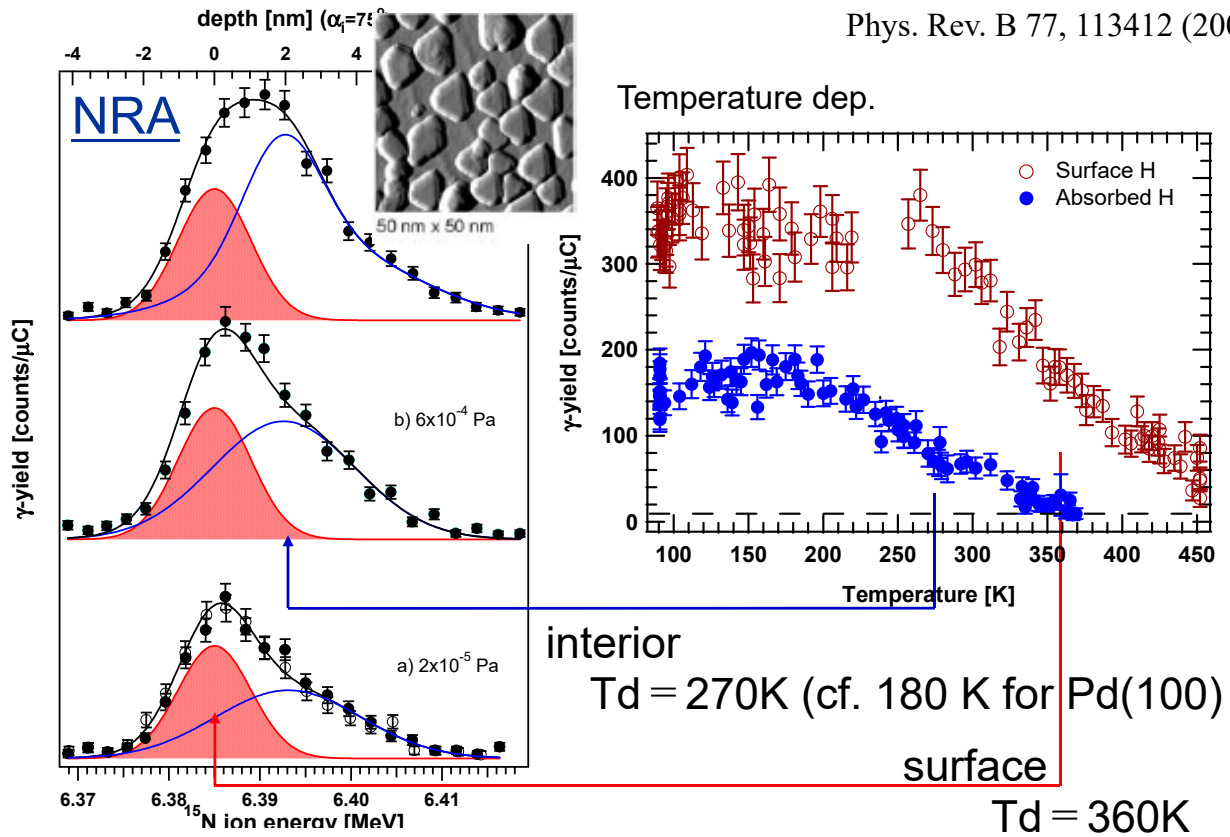 depth [nm] (αi=75°
-4 -2 0 2 4
Phys. Rev. B 77, 113412 (200
NRA
50 nm x 50 nm
b) 6x10⁻⁴ Pa
a) 2x10⁻⁵ Pa
γ-yield [counts/μC]
6.37 6.38 6.39 6.40 6.41
¹⁵N ion energy [MeV]
Temperature dep.
Surface H
Absorbed H
γ-yield [counts/μC]
400
300
200
100
0
100 150 200 250 300 350 400 450
Temperature [K]
interior
Td＝270K (cf. 180 K for Pd(100)
surface
Td＝360K